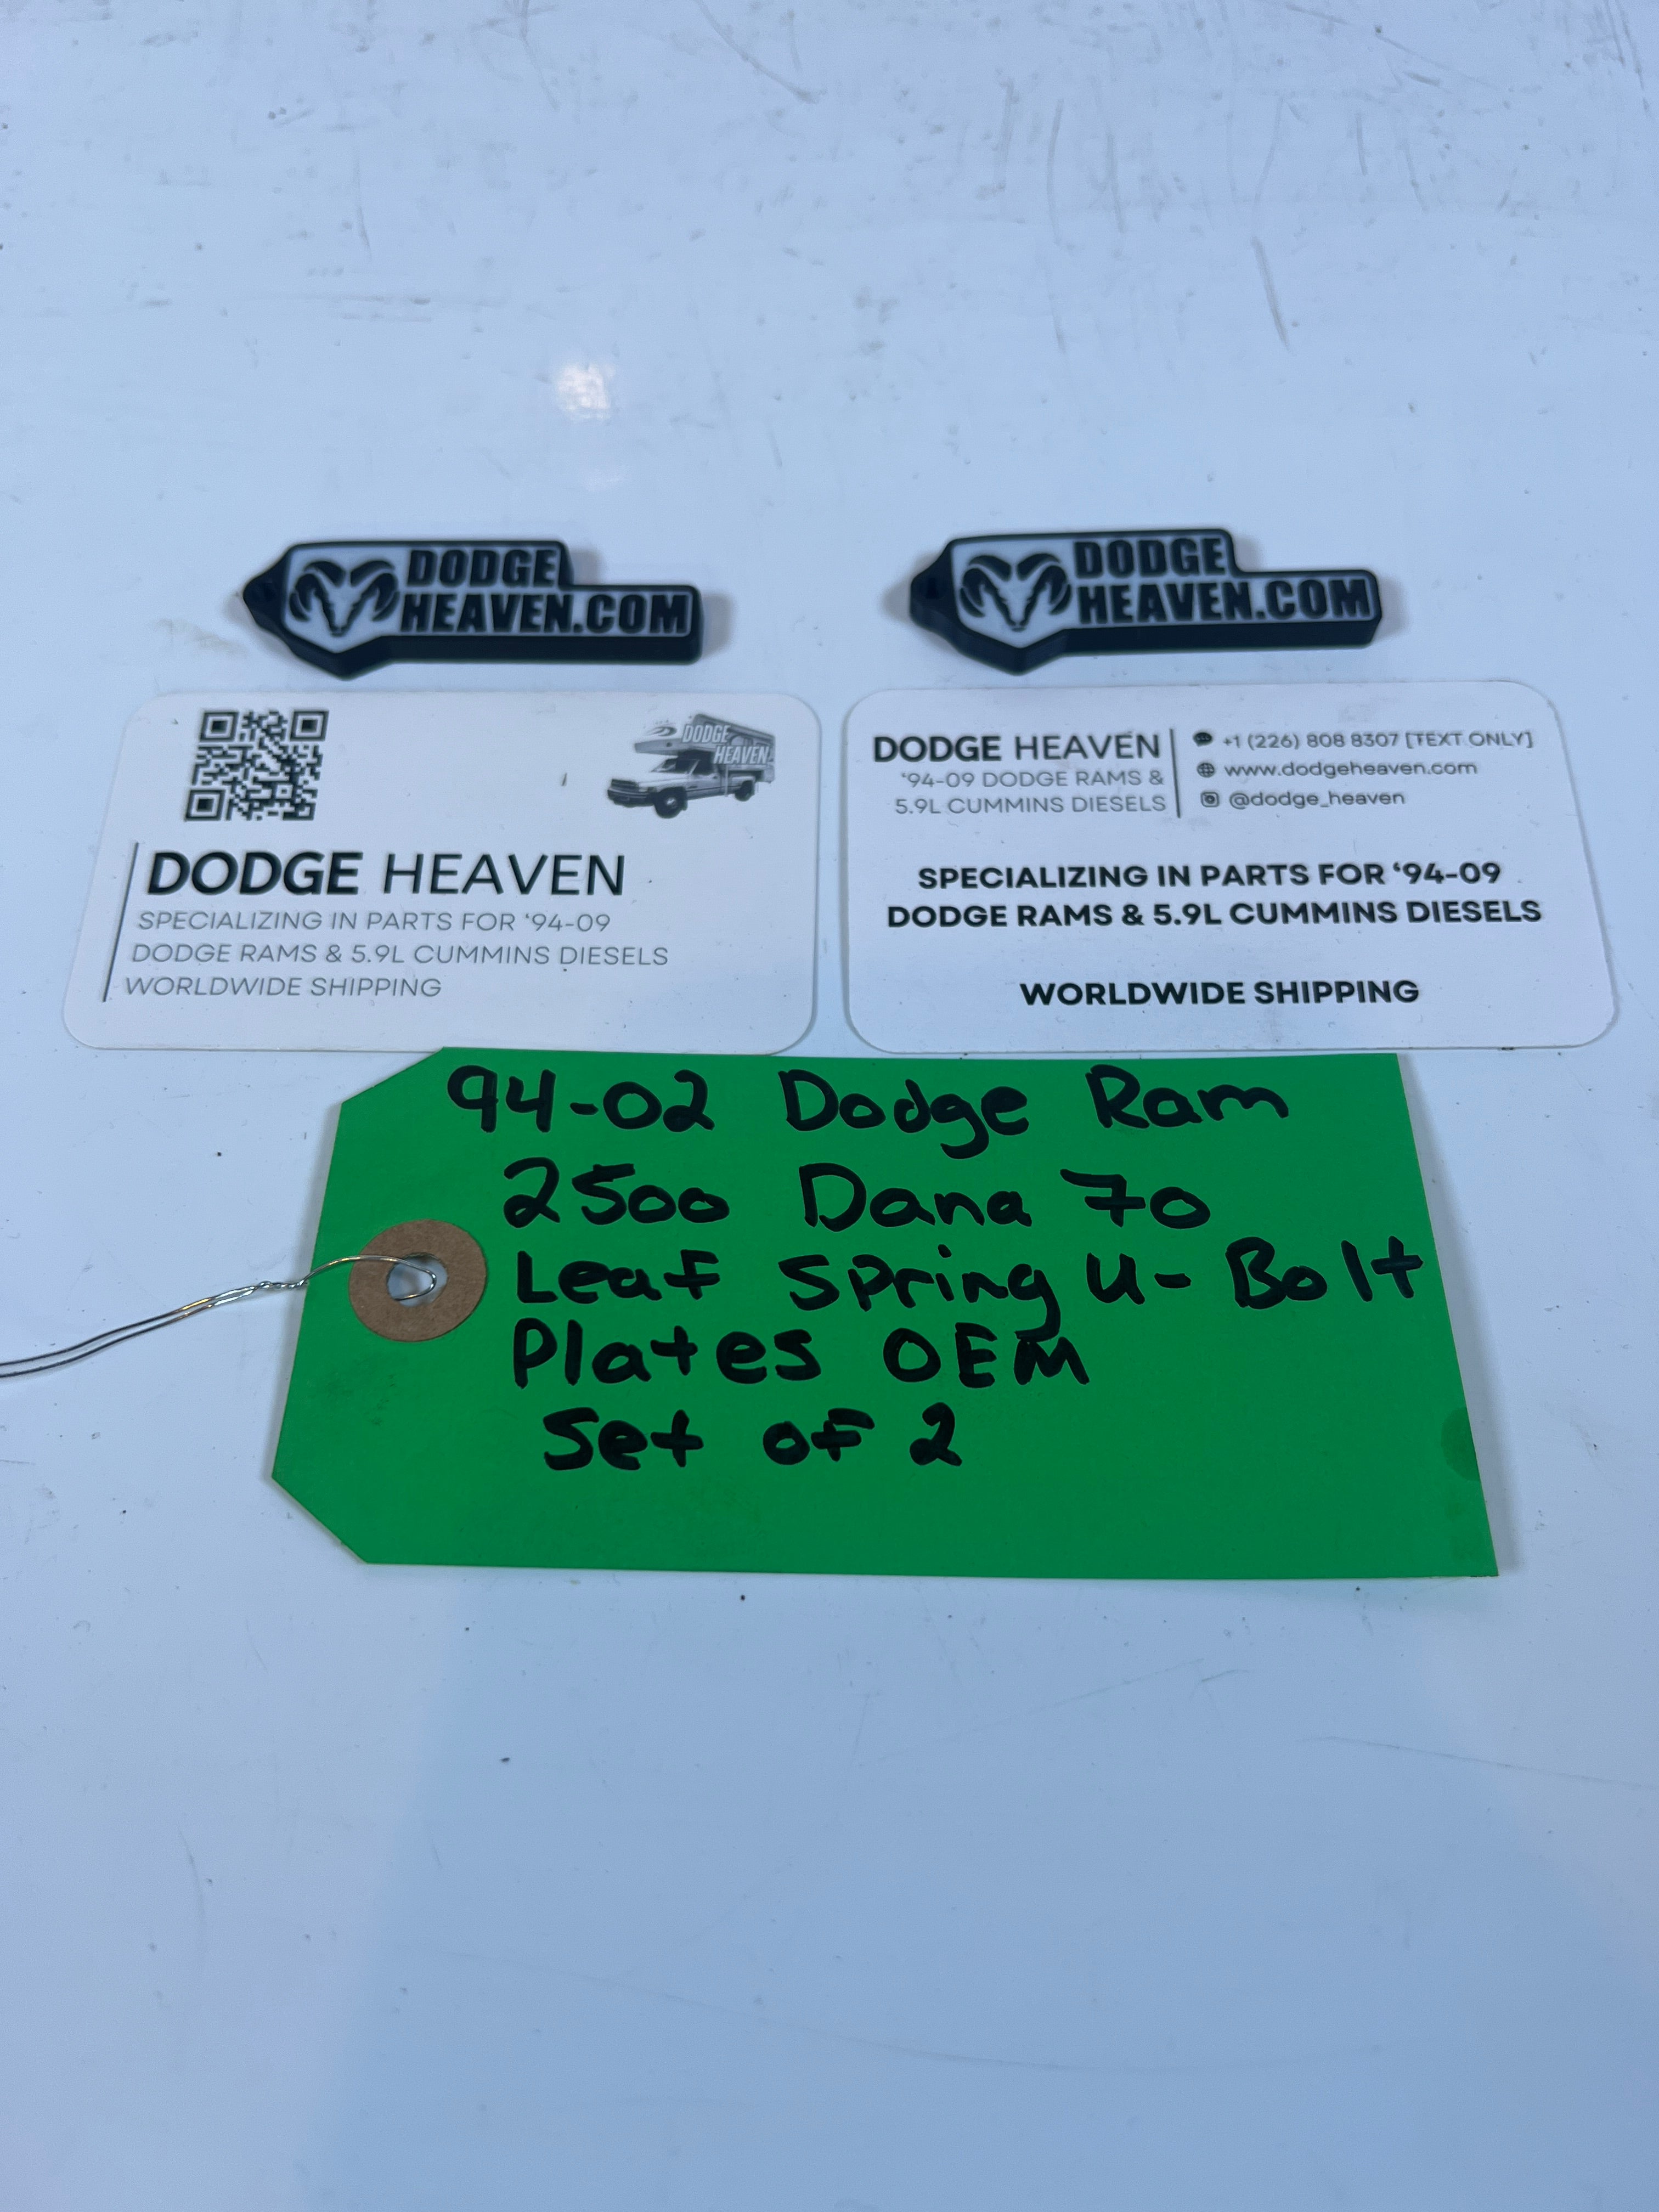 DODGE
HEAVEN.COM
DODGE
HEAVEN.COM
DODGE
HEAVEN
DODGE HEAVEN
SPECIALIZING IN PARTS FOR ‘94-09
DODGE RAMS & 5.9L CUMMINS DIESELS
WORLDWIDE SHIPPING
DODGE HEAVEN
‘94-09 DODGE RAMS &
5.9L CUMMINS DIESELS
+1 (226) 808 8307 [TEXT ONLY]
www.dodgeheaven.com
@dodge_heaven
SPECIALIZING IN PARTS FOR ‘94-09
DODGE RAMS & 5.9L CUMMINS DIESELS
WORLDWIDE SHIPPING
94-02 Dodge Ram
2500 Dana 70
Leaf Spring U-Bolt
Plates OEM
Set of 2